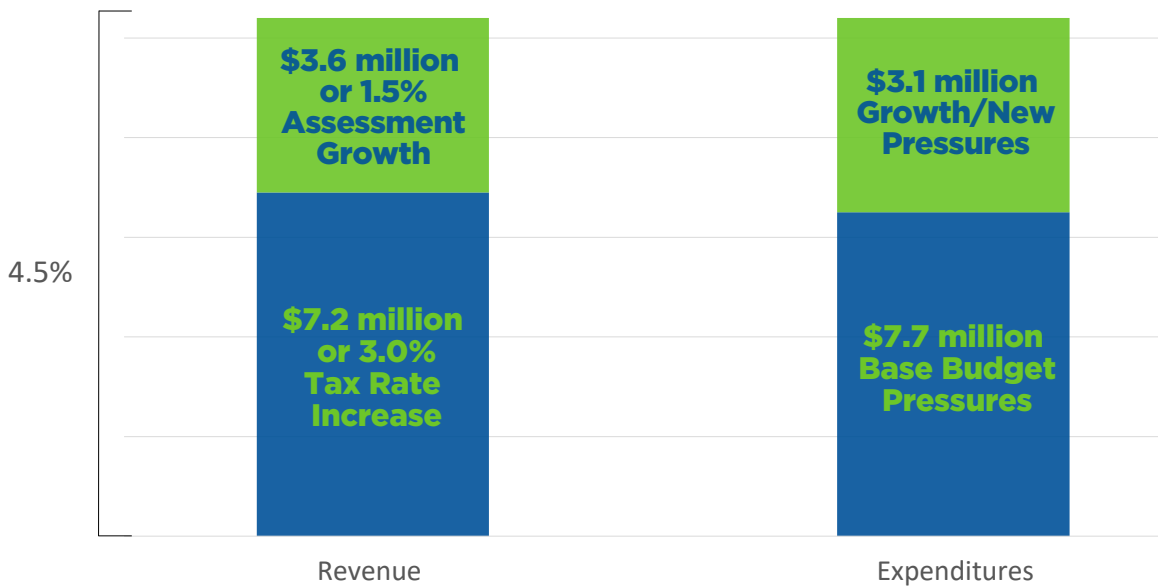 4.5%
$3.6 million
or 1.5%
Assessment
Growth
$7.2 million
or 3.0%
Tax Rate
Increase
Revenue
$3.1 million
Growth/New
Pressures
$7.7 million
Base Budget
Pressures
Expenditures